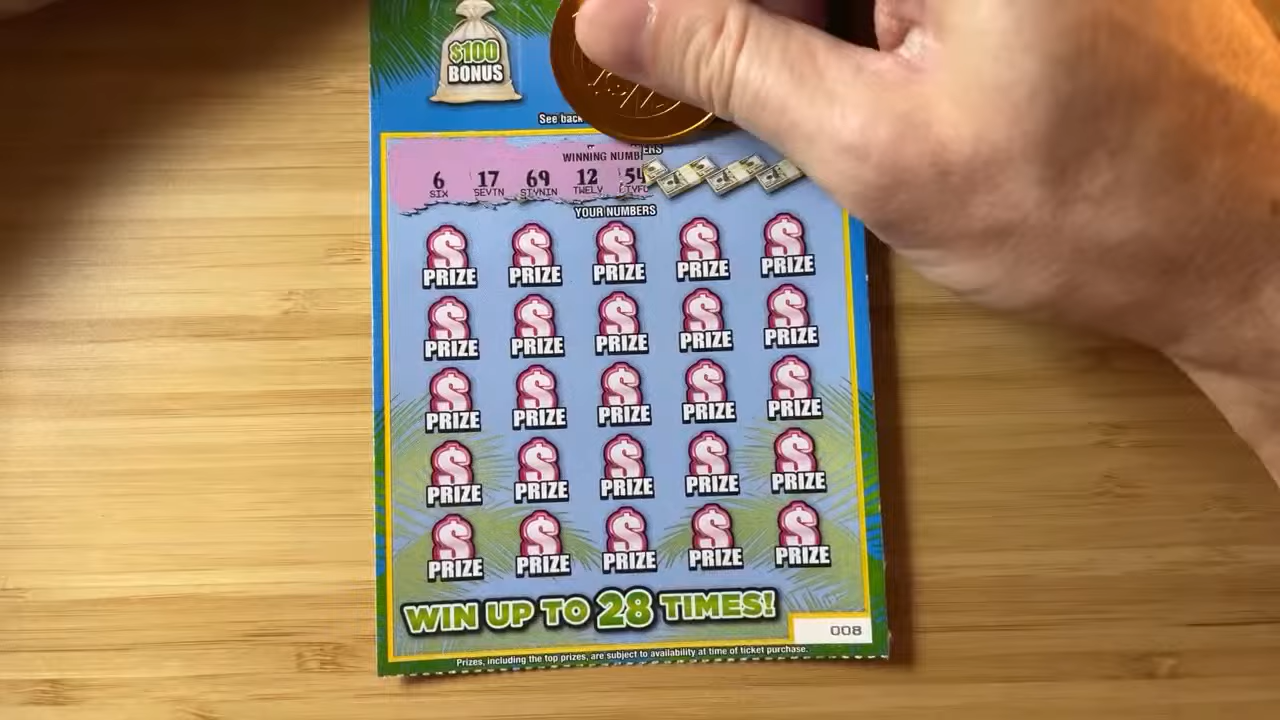 $100
BONUS
See back
WINNING NUMBERS
6 17 69 12 54
SIX SEVTN STYNIN TWELV
YOUR NUMBERS
PRIZE PRIZE PRIZE PRIZE PRIZE
PRIZE PRIZE PRIZE PRIZE PRIZE
PRIZE PRIZE PRIZE PRIZE PRIZE
PRIZE PRIZE PRIZE PRIZE PRIZE
PRIZE PRIZE PRIZE PRIZE PRIZE
WIN UP TO 28 TIMES!
008
Prizes, including the top prizes, are subject to availability at time of ticket purchase.